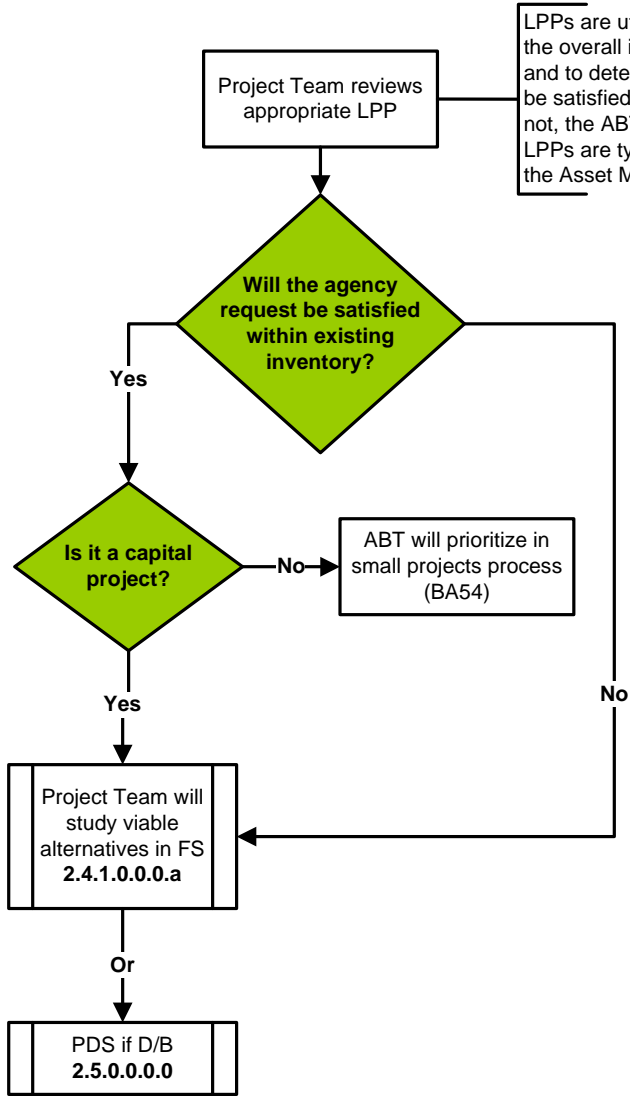 LPPs are
the overall
and to
be satisfied
not, the
LPPs are
the Asset
Project Team reviews
appropriate LPP
Will the agency
request be satisfied
within existing
inventory?
Yes
Is it a capital
project?
No
ABT will prioritize in
small projects process
(BA54)
Yes
No
Project Team will
study viable
alternatives in FS
2.4.1.0.0.0.a
Or
PDS if D/B
2.5.0.0.0.0